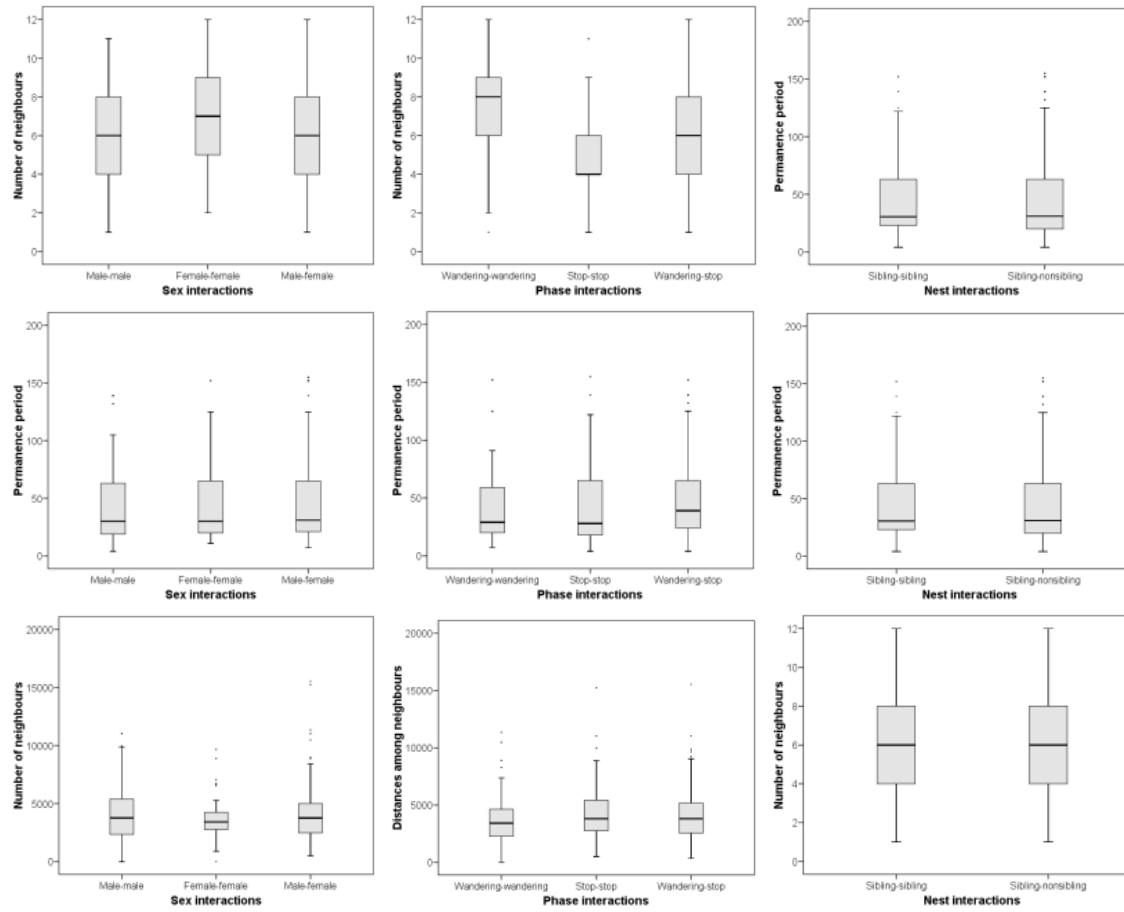 12
10
8
6
4
2
0
Number of neighbours
Male-male Female-female Male-female
Sex interactions
12
10
8
6
4
2
0
Number of neighbours
Wandering-wandering Stop-stop Wandering-stop
Phase interactions
200
150
100
50
0
Permanence period
Sibling-sibling Sibling-nonsibling
Nest interactions
200
150
100
50
0
Permanence period
Male-male Female-female Male-female
Sex interactions
200
150
100
50
0
Permanence period
Wandering-wandering Stop-stop Wandering-stop
Phase interactions
200
150
100
50
0
Permanence period
Sibling-sibling Sibling-nonsibling
Nest interactions
20000
15000
10000
5000
0
Number of neighbours
Male-male Female-female Male-female
Sex interactions
20000
15000
10000
5000
0
Distances among neighbours
Wandering-wandering Stop-stop Wandering-stop
Phase interactions
12
10
8
6
4
2
0
Number of neighbours
Sibling-sibling Sibling-nonsibling
Nest interactions